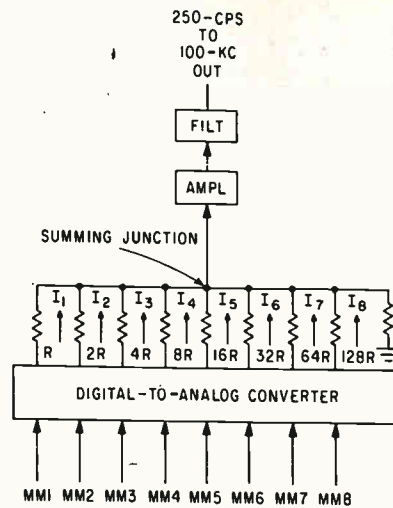 250-CPS
TO
100-KC
OUT
FILT
AMPL
SUMMING JUNCTION
I1 I2 I3 I4 I5 I6 I7 I8
R 2R 4R 8R 16R 32R 64R 128R
DIGITAL-TO-ANALOG CONVERTER
MM1 MM2 MM3 MM4 MM5 MM6 MM7 MM8